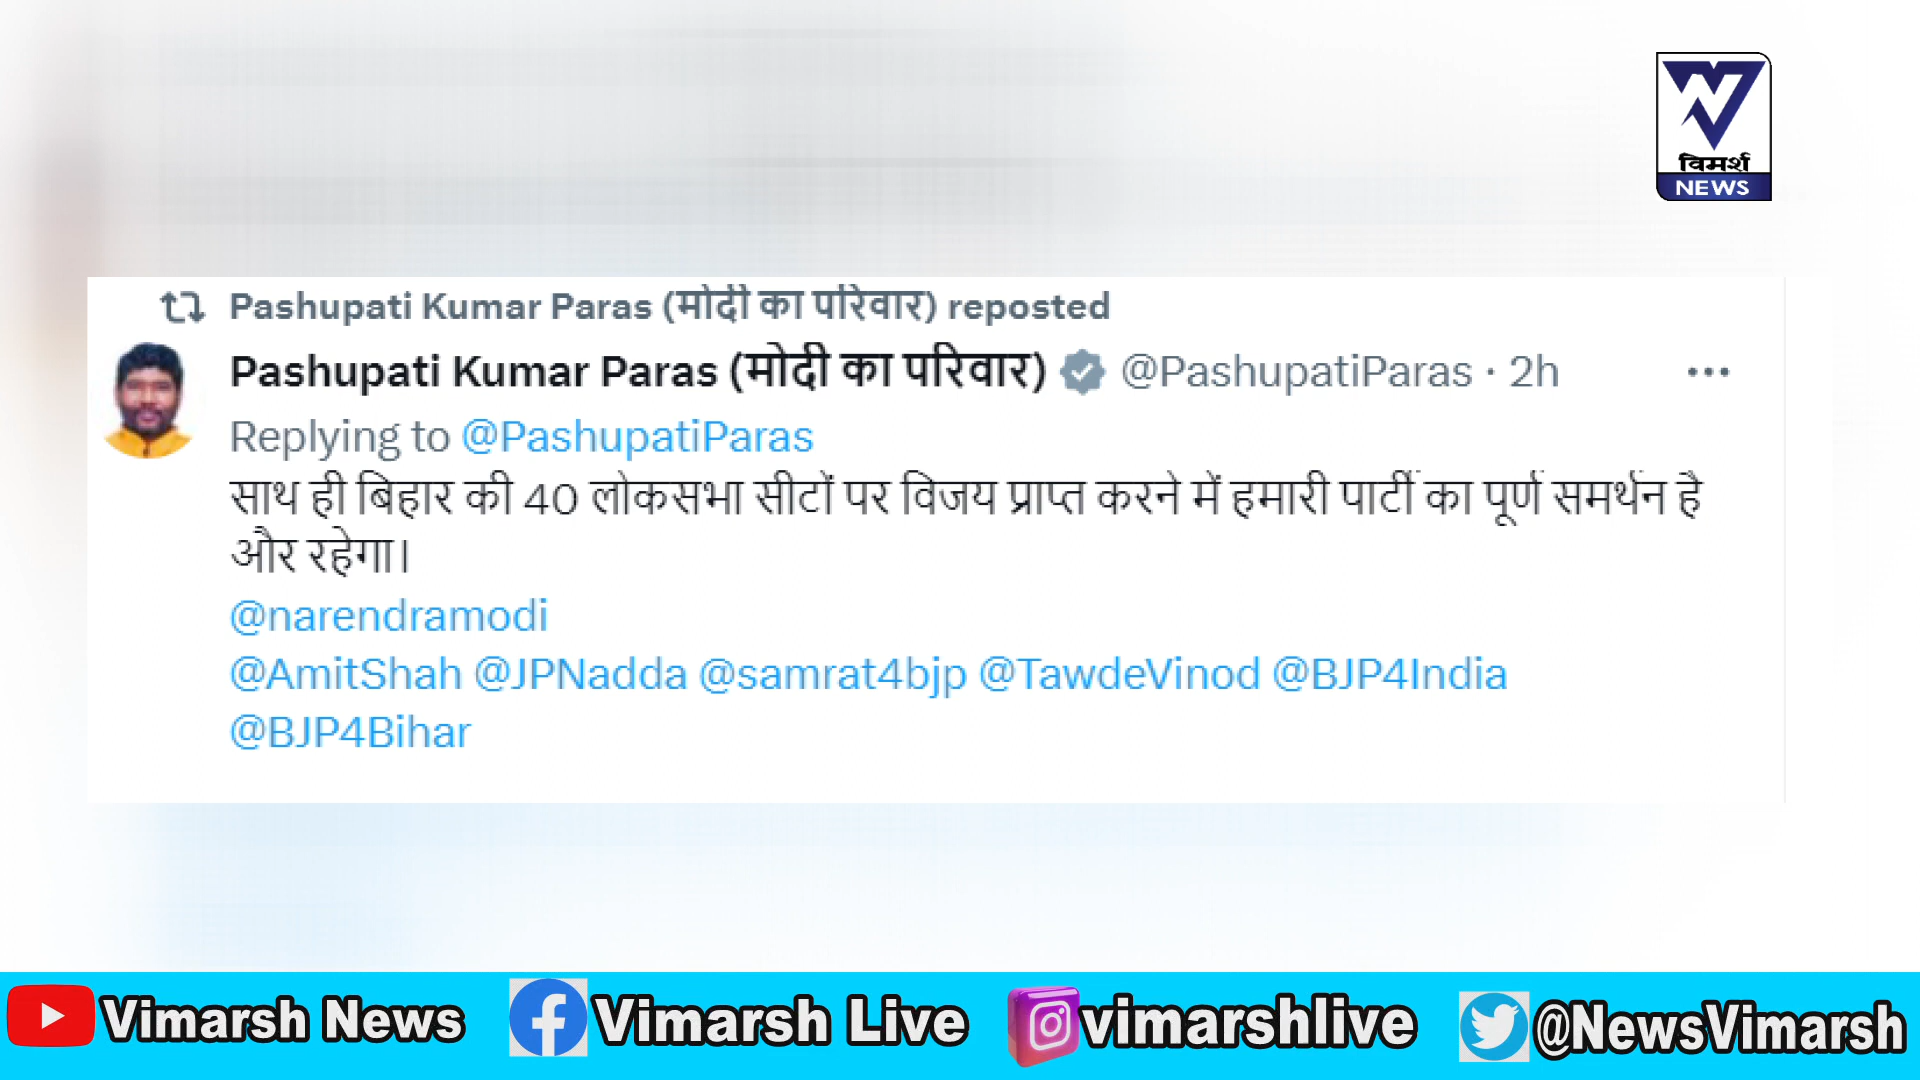 विमर्श
NEWS
Pashupati Kumar Paras (मोदी का परिवार) reposted
Pashupati Kumar Paras (मोदी का परिवार) @PashupatiParas · 2h
Replying to @PashupatiParas
साथ ही बिहार की 40 लोकसभा सीटों पर विजय प्राप्त करने में हमारी पार्टी का पूर्ण समर्थन है
और रहेगा।
@narendramodi
@AmitShah @JPNadda @samrat4bjp @TawdeVinod @BJP4India
@BJP4Bihar
Vimarsh News Vimarsh Live vimarshlive @NewsVimarsh